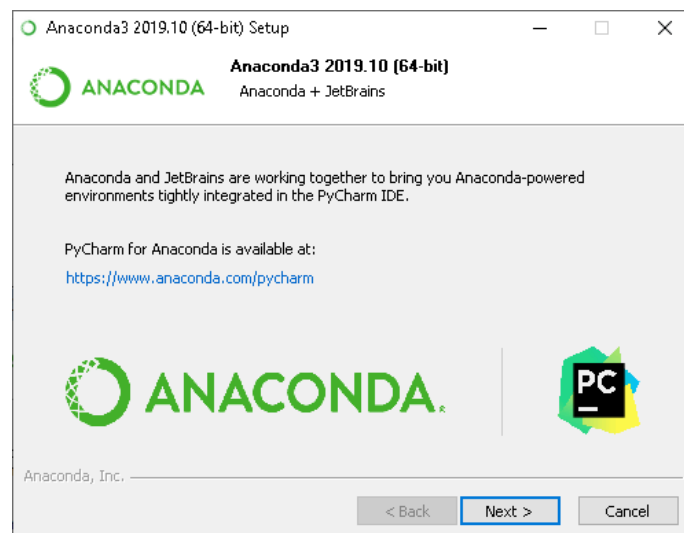 Anaconda3 2019.10 (64-bit) Setup
ANACONDA
Anaconda3 2019.10 (64-bit)
Anaconda + JetBrains
Anaconda and JetBrains are working together to bring you Anaconda-powered
environments tightly integrated in the PyCharm IDE.
PyCharm for Anaconda is available at:
https://www.anaconda.com/pycharm
ANACONDA.
PC
Anaconda, Inc.
< Back
Next >
Cancel